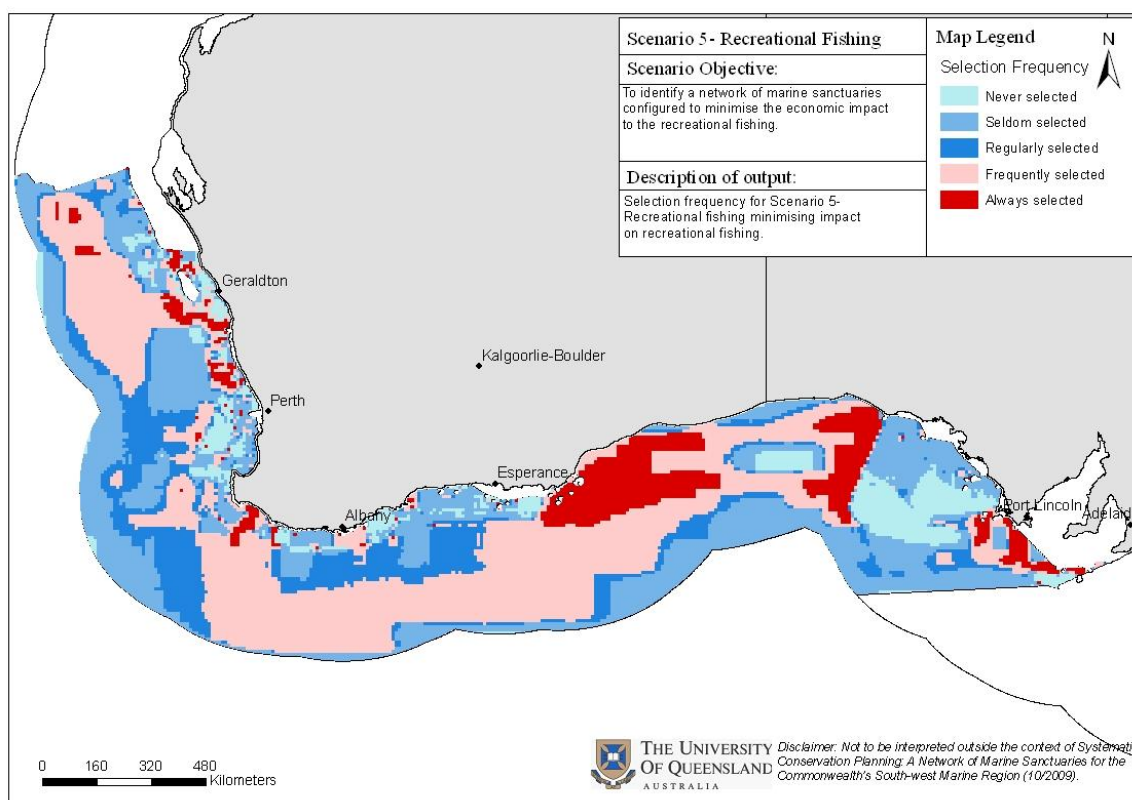 Scenario 5- Recreational Fishing
Scenario Objective:
To identify a network of marine sanctuaries
configured to minimise the economic impact
to the recreational fishing.
Description of output:
Selection frequency for Scenario 5-
Recreational fishing minimising impact
on recreational fishing.
Map Legend
N
Selection Frequency
Never selected
Seldom selected
Regularly selected
Frequently selected
Always selected
Geraldton
Kalgoorlie-Boulder
Perth
Esperance
Albany
Port Lincoln
Adelaid
0 160 320 480
Kilometers
THE UNIVERSITY
OF QUEENSLAND
AUSTRALIA
Disclaimer: Not to be interpreted outside the context of Systemati
Conservation Planning: A Network of Marine Sanctuaries for the
Commonwealth's South-west Marine Region (10/2009).